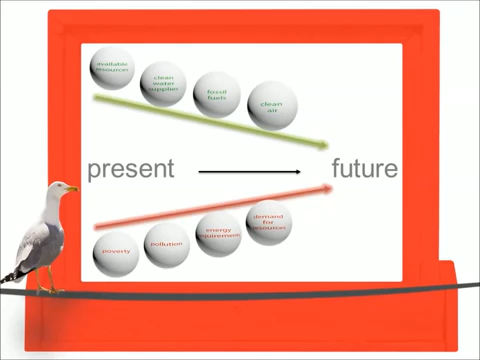 available
resources
clean
water
supplies
fossil
fuels
clean
air
present
future
poverty
pollution
energy
requirement
demand
for
resources